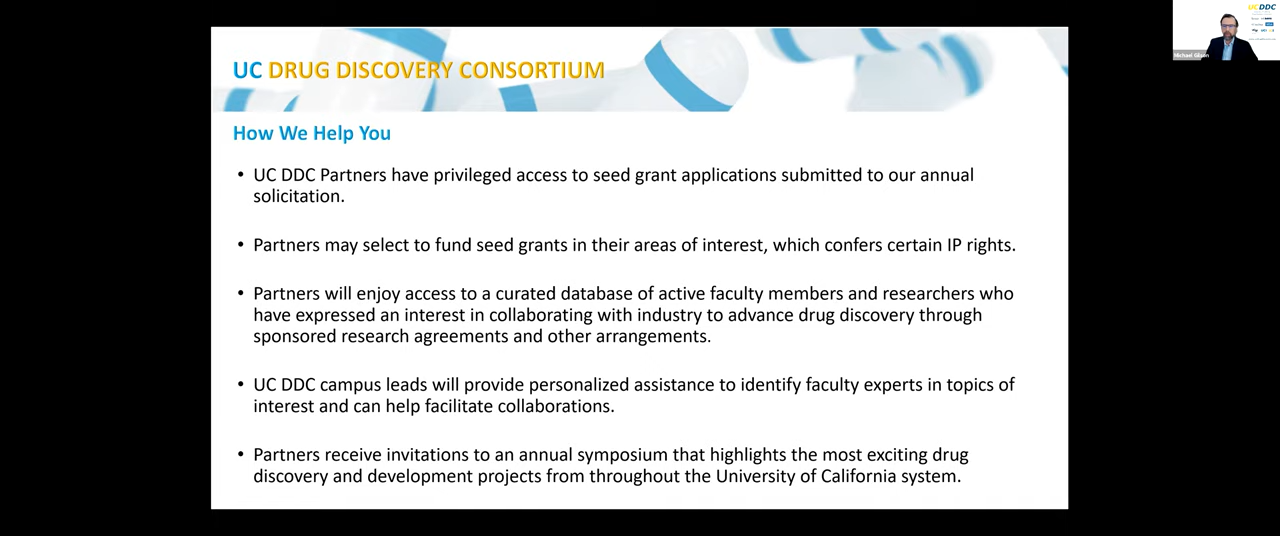 UC DRUG DISCOVERY CONSORTIUM
How We Help You
• UC DDC Partners have privileged access to seed grant applications submitted to our annual
solicitation.
• Partners may select to fund seed grants in their areas of interest, which confers certain IP rights.
• Partners will enjoy access to a curated database of active faculty members and researchers who
have expressed an interest in collaborating with industry to advance drug discovery through
sponsored research agreements and other arrangements.
• UC DDC campus leads will provide personalized assistance to identify faculty experts in topics of
interest and can help facilitate collaborations.
• Partners receive invitations to an annual symposium that highlights the most exciting drug
discovery and development projects from throughout the University of California system.
UCDDC
Michael Gilson